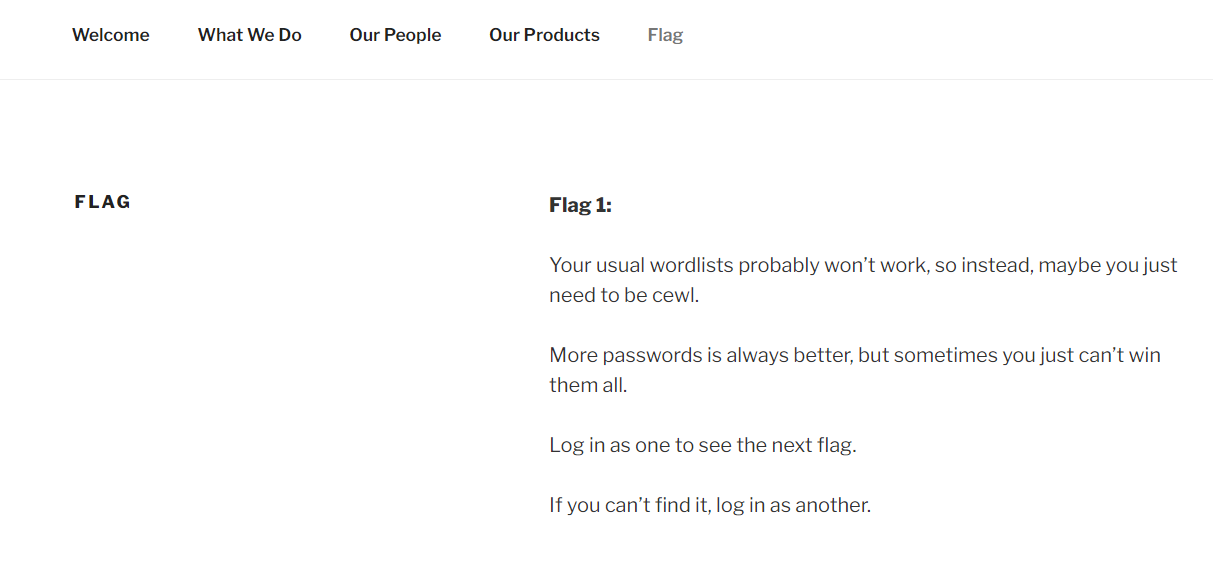 Welcome What We Do Our People Our Products Flag
FLAG
Flag 1:
Your usual wordlists probably won’t work, so instead, maybe you just
need to be cewl.
More passwords is always better, but sometimes you just can’t win
them all.
Log in as one to see the next flag.
If you can’t find it, log in as another.